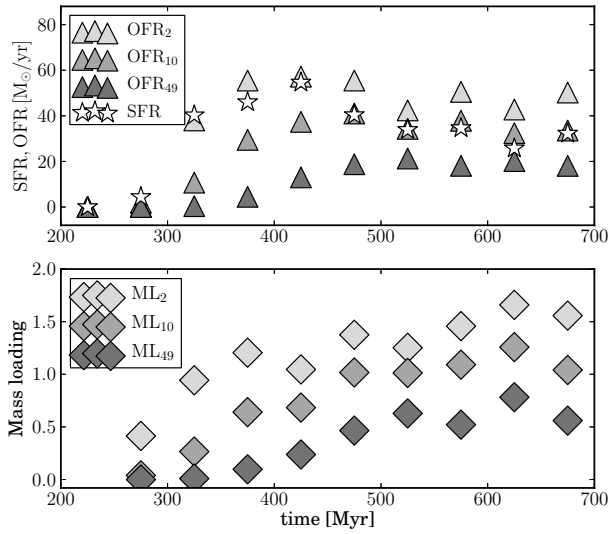 80
60
40
20
0
SFR, OFR [M☉/yr]
OFR₂
OFR₁₀
OFR₄₉
SFR
200 300 400 500 600 700
2.0
1.5
1.0
0.5
0.0
Mass loading
ML₂
ML₁₀
ML₄₉
200 300 400 500 600 700
time [Myr]